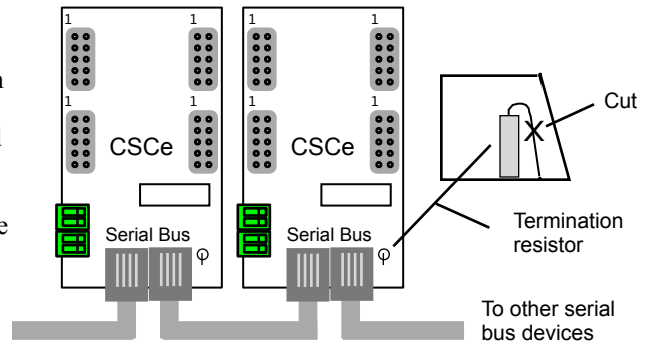 1 1 1 1
1 1 1 1
CSCe CSCe
Cut
Serial Bus Serial Bus
Termination
resistor
To other serial
bus devices